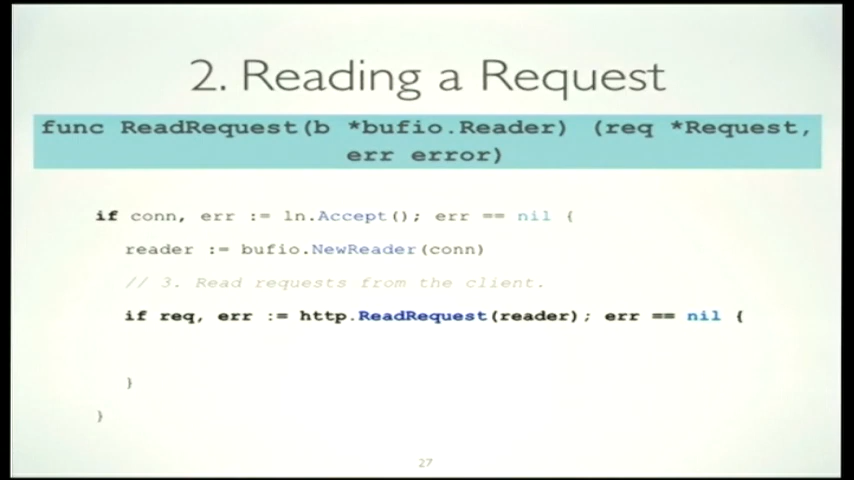 2. Reading a Request
func ReadRequest(b *bufio.Reader) (req *Request,
err error)
if conn, err := ln.Accept(); err == nil {
reader := bufio.NewReader(conn)
// 3. Read requests from the client.
if req, err := http.ReadRequest(reader); err == nil {
}
}
27